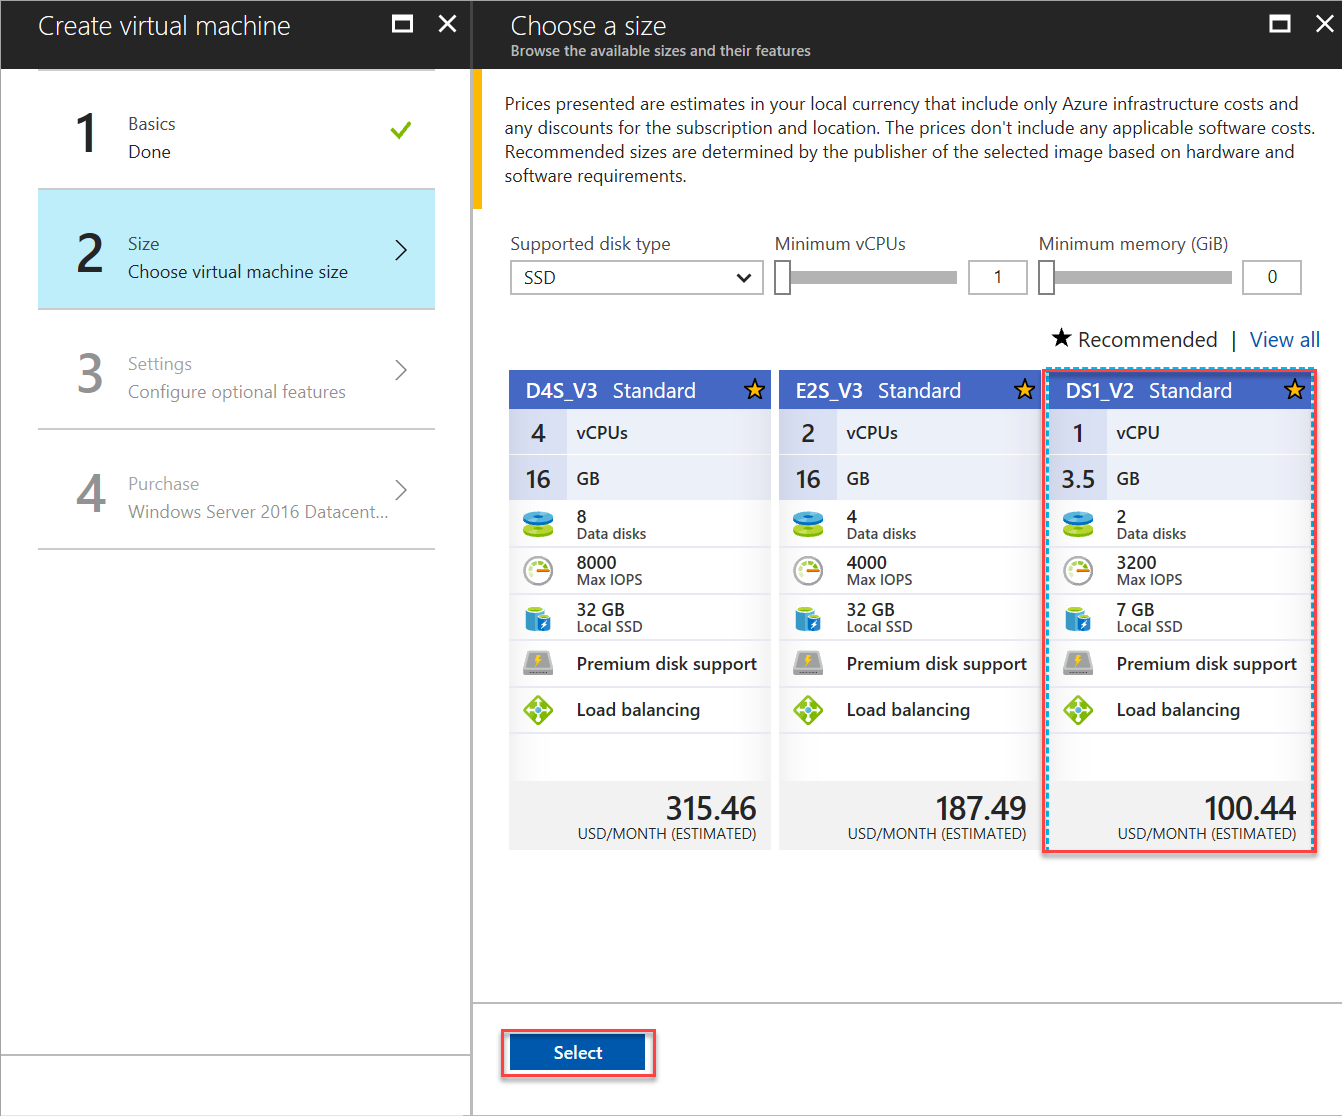 Create virtual machine
1
Basics
Done
2
Size
Choose virtual machine size
3
Settings
Configure optional features
4
Purchase
Windows Server 2016 Datacent...
Choose a size
Browse the available sizes and their features
Prices presented are estimates in your local currency that include only Azure infrastructure costs and
any discounts for the subscription and location. The prices don't include any applicable software costs.
Recommended sizes are determined by the publisher of the selected image based on hardware and
software requirements.
Supported disk type
SSD
Minimum vCPUs
1
Minimum memory (GiB)
0
★ Recommended | View all
D4S_V3 Standard
4 vCPUs
16 GB
8
Data disks
8000
Max IOPS
32 GB
Local SSD
Premium disk support
Load balancing
315.46
USD/MONTH (ESTIMATED)
E2S_V3 Standard
2 vCPUs
16 GB
4
Data disks
4000
Max IOPS
32 GB
Local SSD
Premium disk support
Load balancing
187.49
USD/MONTH (ESTIMATED)
DS1_V2 Standard
1 vCPU
3.5 GB
2
Data disks
3200
Max IOPS
7 GB
Local SSD
Premium disk support
Load balancing
100.44
USD/MONTH (ESTIMATED)
Select